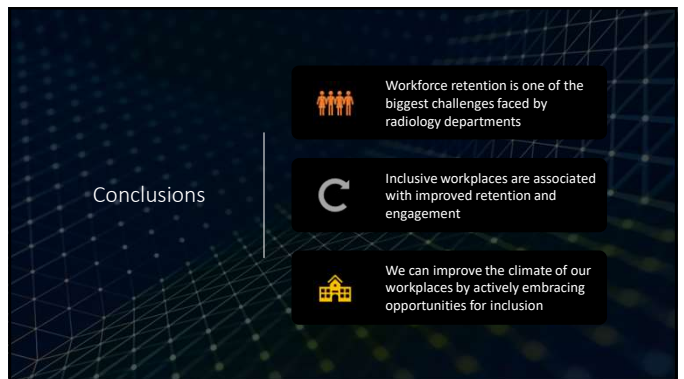 Conclusions
Workforce retention is one of the
biggest challenges faced by
radiology departments
Inclusive workplaces are associated
with improved retention and
engagement
We can improve the climate of our
workplaces by actively embracing
opportunities for inclusion